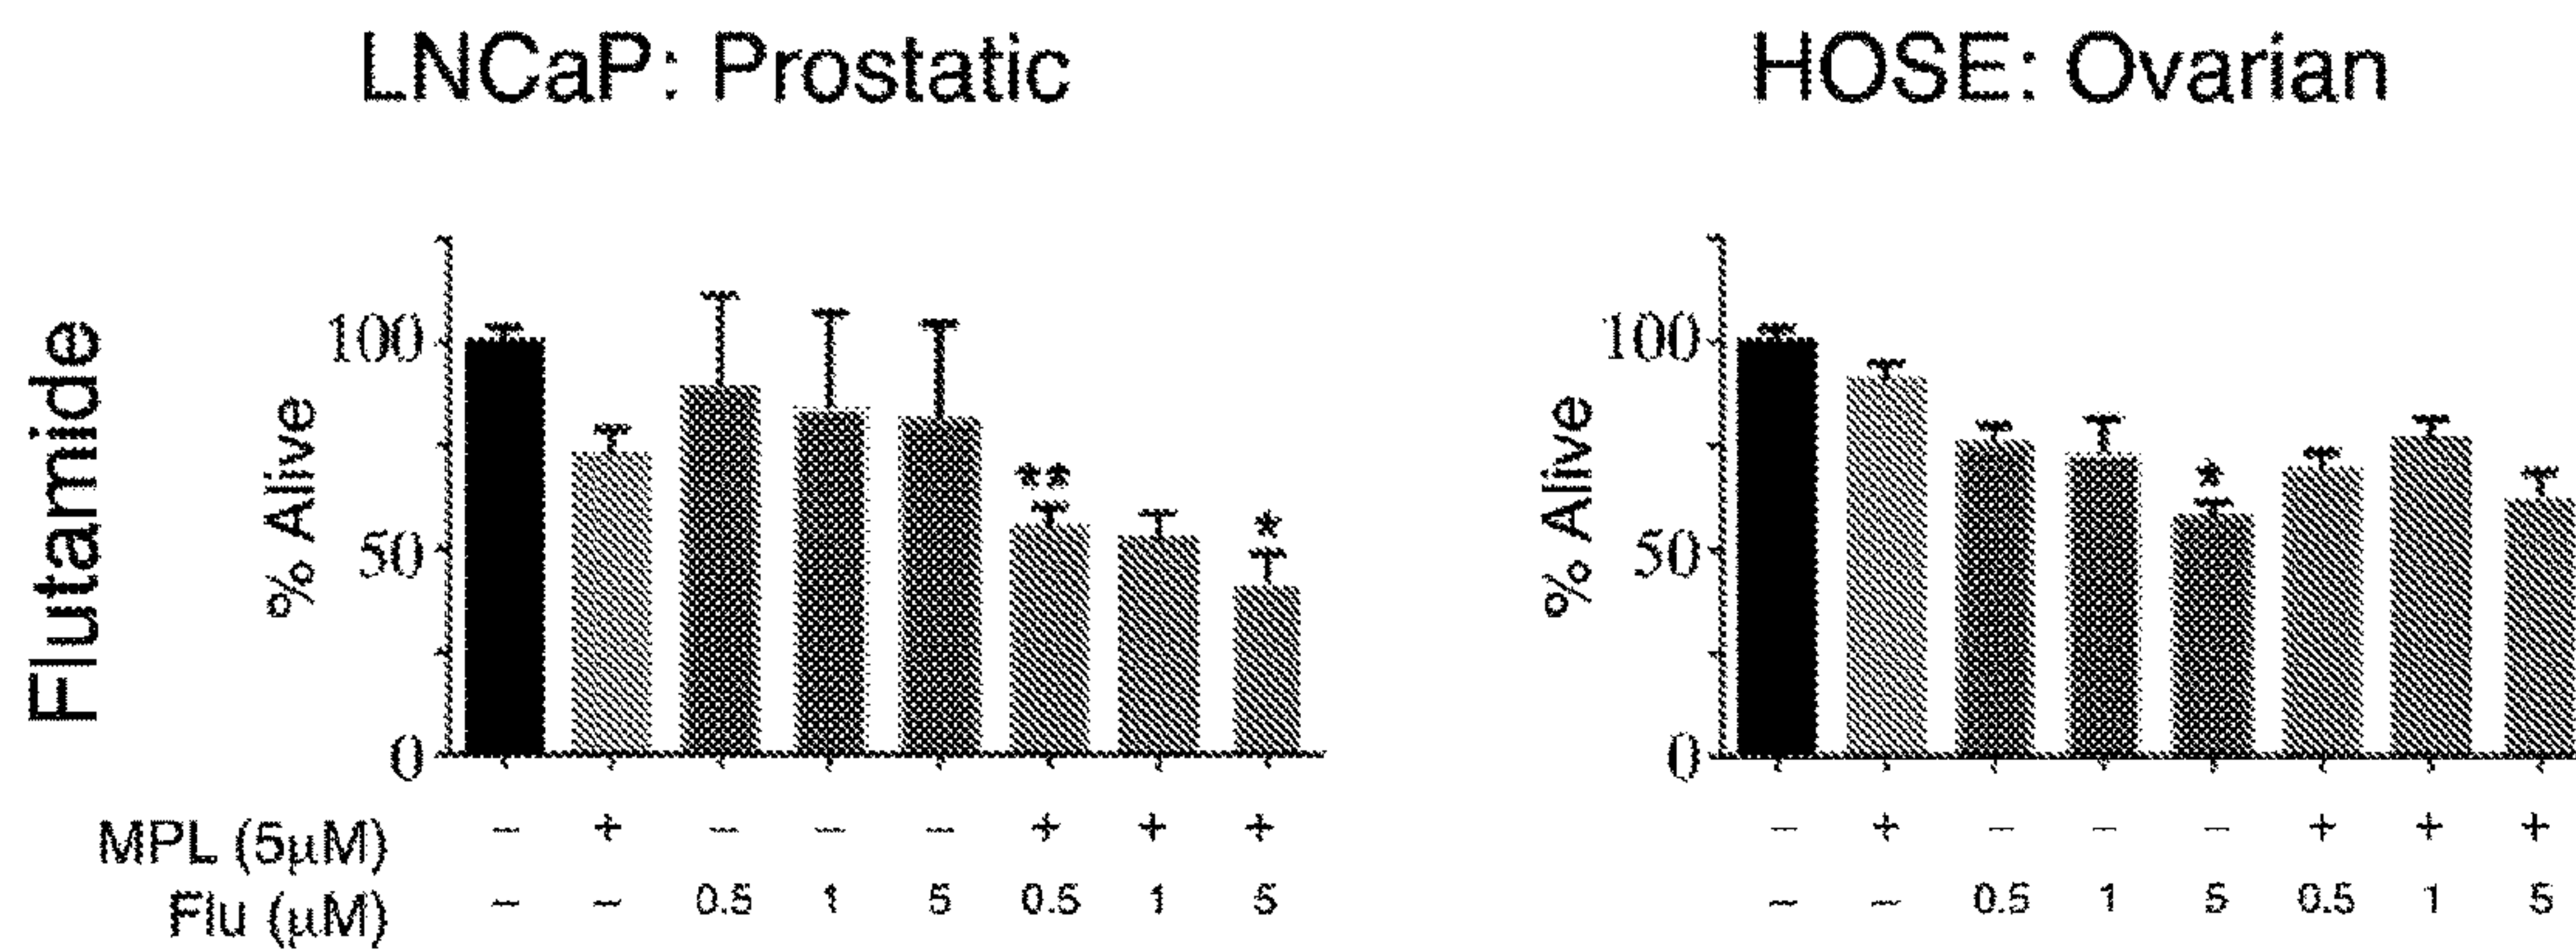 LNCaP: Prostatic
HOSE: Ovarian
Flutamide
% Alive
100
50
0
** *
MPL (5µM) – + – – – + + +
Flu (µM) – – 0.5 1 5 0.5 1 5
% Alive
100
50
0
*
– + – – – + + +
– – 0.5 1 5 0.5 1 5